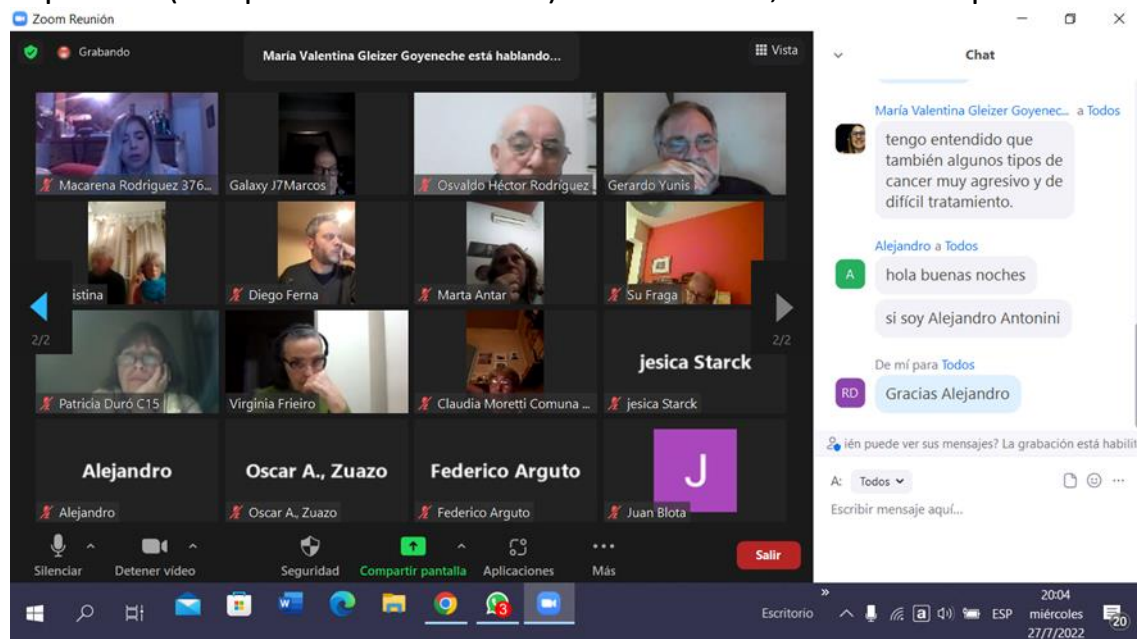 Zoom Reunión
Grabando
María Valentina Gleizer Goyeneche está hablando...
Vista
Macarena Rodriguez 376...
Galaxy J7Marcos
Osvaldo Héctor Rodríguez
Gerardo Yunis
istina
Diego Ferna
Marta Antar
Su Fraga
2/2
2/2
Patricia Duró C15
Virginia Frieiro
Claudia Moretti Comuna ...
jesica Starck
jesica Starck
Alejandro
Oscar A., Zuazo
Federico Arguto
J
Alejandro
Oscar A., Zuazo
Federico Arguto
Juan Blota
Silenciar
Detener vídeo
Seguridad
Compartir pantalla
Aplicaciones
Más
Salir
Chat
María Valentina Gleizer Goyenec... a Todos
tengo entendido que
también algunos tipos de
cancer muy agresivo y de
difícil tratamiento.
Alejandro a Todos
A
hola buenas noches
si soy Alejandro Antonini
De mí para Todos
RD
Gracias Alejandro
ién puede ver sus mensajes? La grabación está habilit
A: Todos
Escribir mensaje aquí...
3
Escritorio
ESP
20:04
miércoles
27/7/2022
20